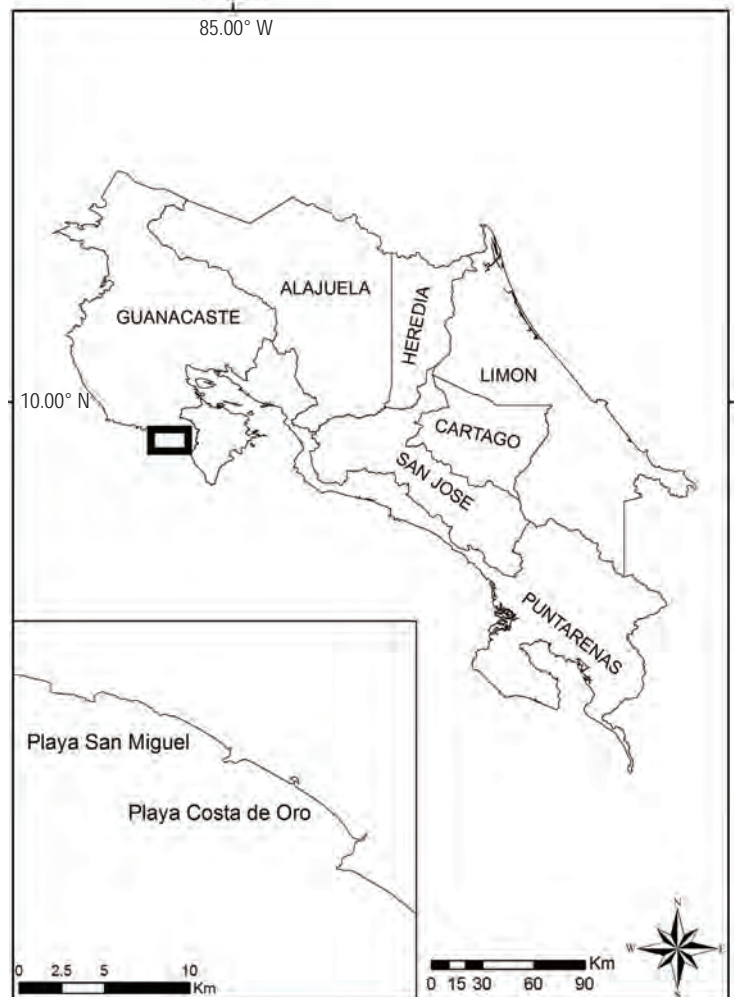 85.00° W
ALAJUELA
HEREDIA
GUANACASTE
LIMON
10.00° N
CARTAGO
SAN JOSE
PUNTARENAS
Playa San Miguel
Playa Costa de Oro
N
W E
S
0 2.5 5 10
Km
Km
0 15 30 60 90